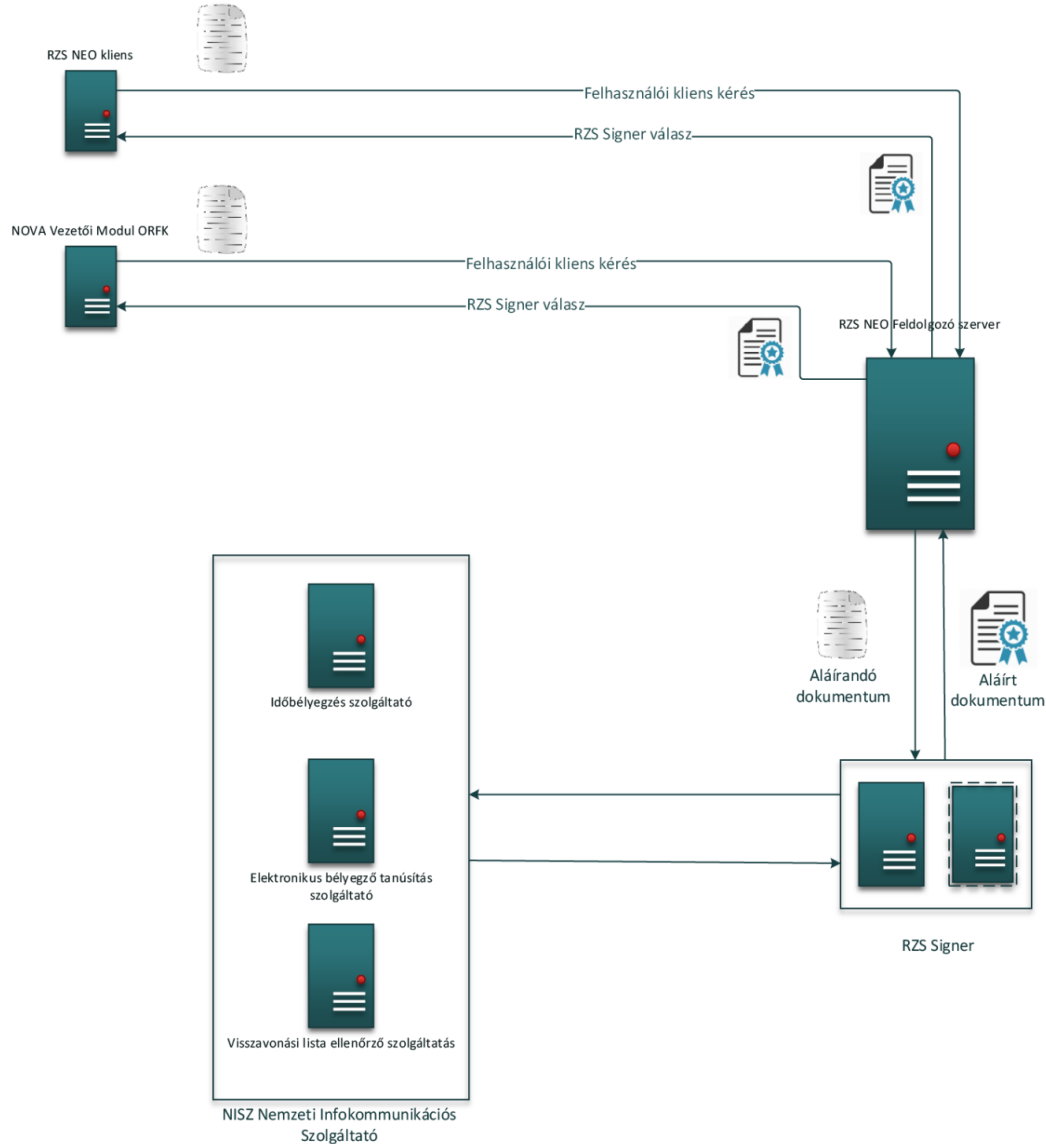 RZS NEO kliens
Felhasználói kliens kérés
RZS Signer válasz
NOVA Vezetői Modul ORFK
Felhasználói kliens kérés
RZS Signer válasz
RZS NEO Feldolgozó szerver
Aláírandó
dokumentum
Aláírt
dokumentum
Időbélyegzés szolgáltató
Elektronikus bélyegző tanúsítás
szolgáltató
RZS Signer
Visszavonási lista ellenőrző szolgáltatás
NISZ Nemzeti Infokommunikációs
Szolgáltató